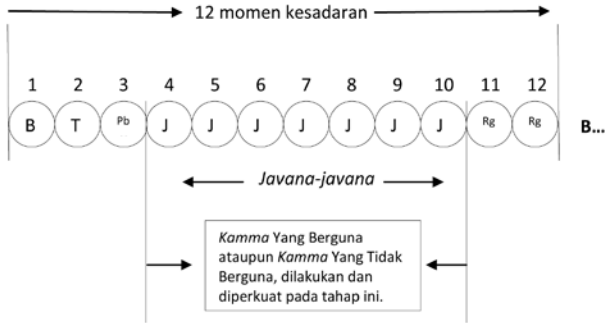 12 momen kesadaran
1 2 3 4 5 6 7 8 9 10 11 12
B T Pb J J J J J J J Rg Rg B...
Javana-javana
Kamma Yang Berguna
ataupun Kamma Yang Tidak
Berguna, dilakukan dan
diperkuat pada tahap ini.